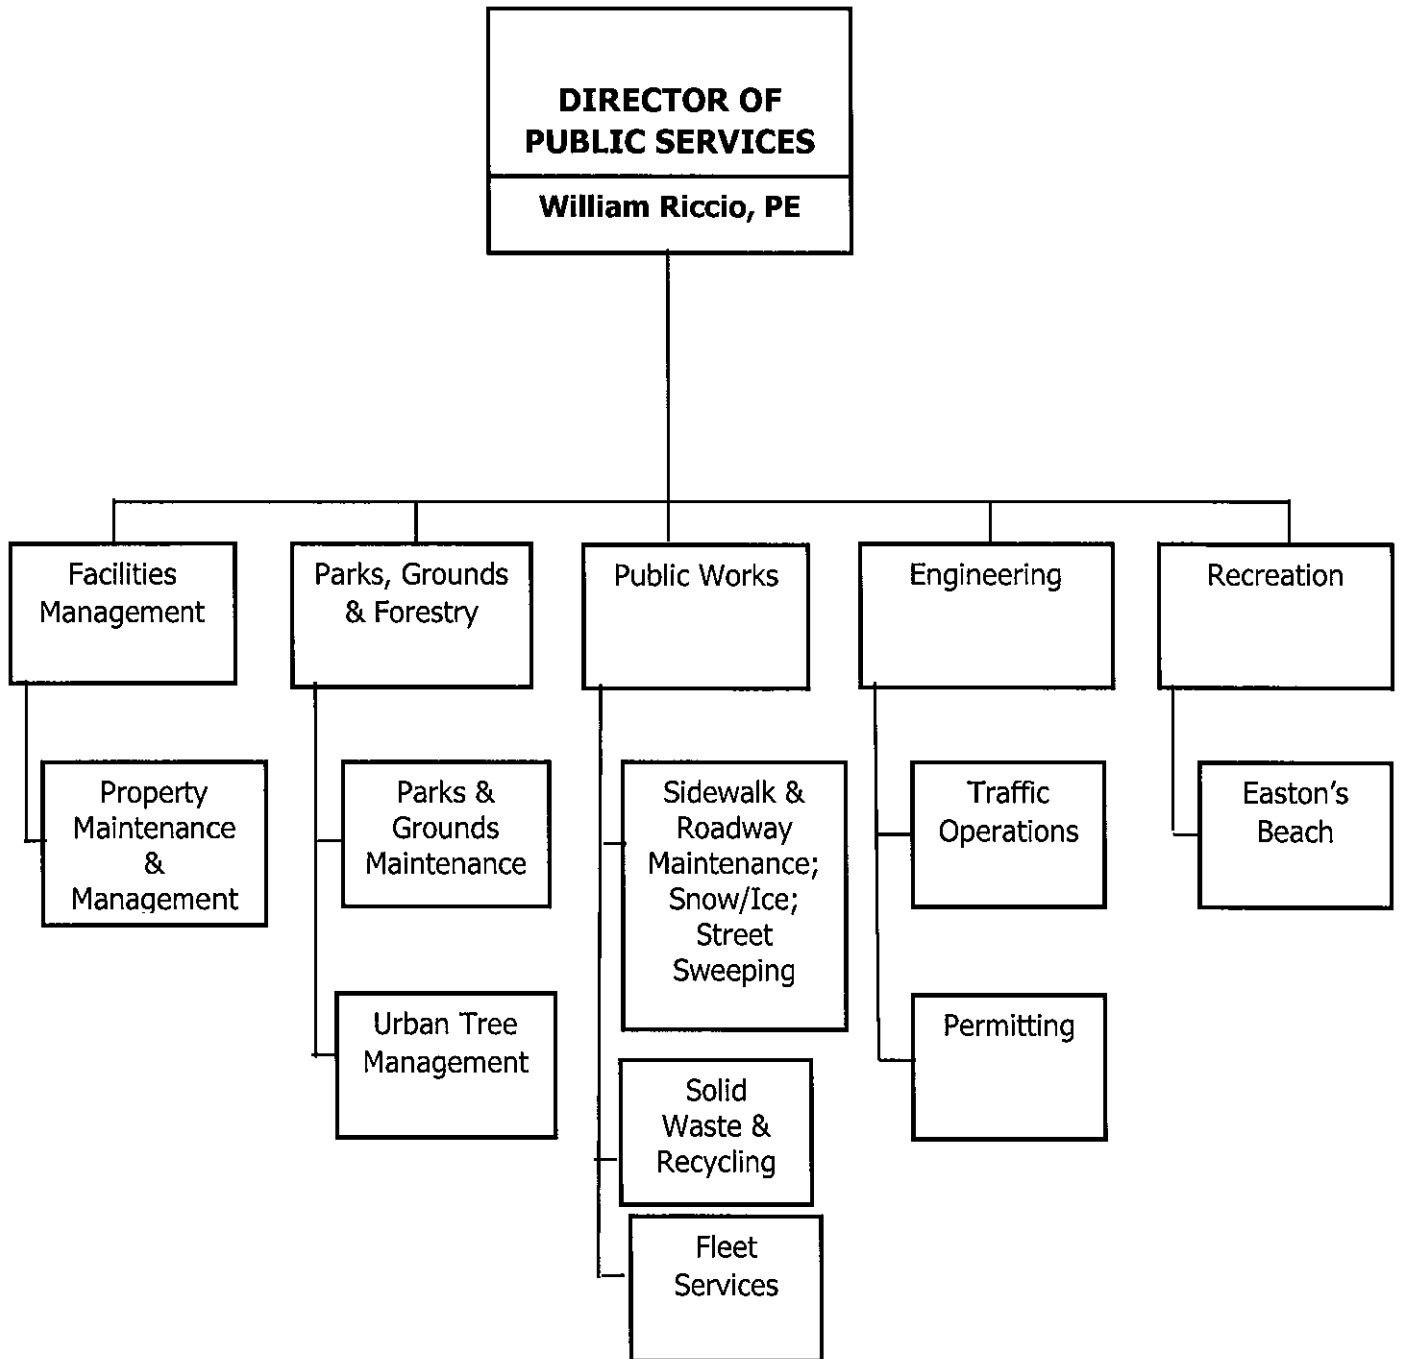 DIRECTOR OF
PUBLIC SERVICES
William Riccio, PE
Facilities
Management
Parks, Grounds
& Forestry
Public Works
Engineering
Recreation
Property
Maintenance
&
Management
Parks &
Grounds
Maintenance
Sidewalk &
Roadway
Maintenance;
Snow/Ice;
Street
Sweeping
Traffic
Operations
Easton's
Beach
Urban Tree
Management
Permitting
Solid
Waste &
Recycling
Fleet
Services